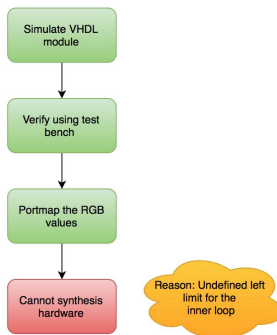 Simulate VHDL
module
Verify using test
bench
Portmap the RGB
values
Cannot synthesis
hardware
Reason: Undefined left
limit for the
inner loop